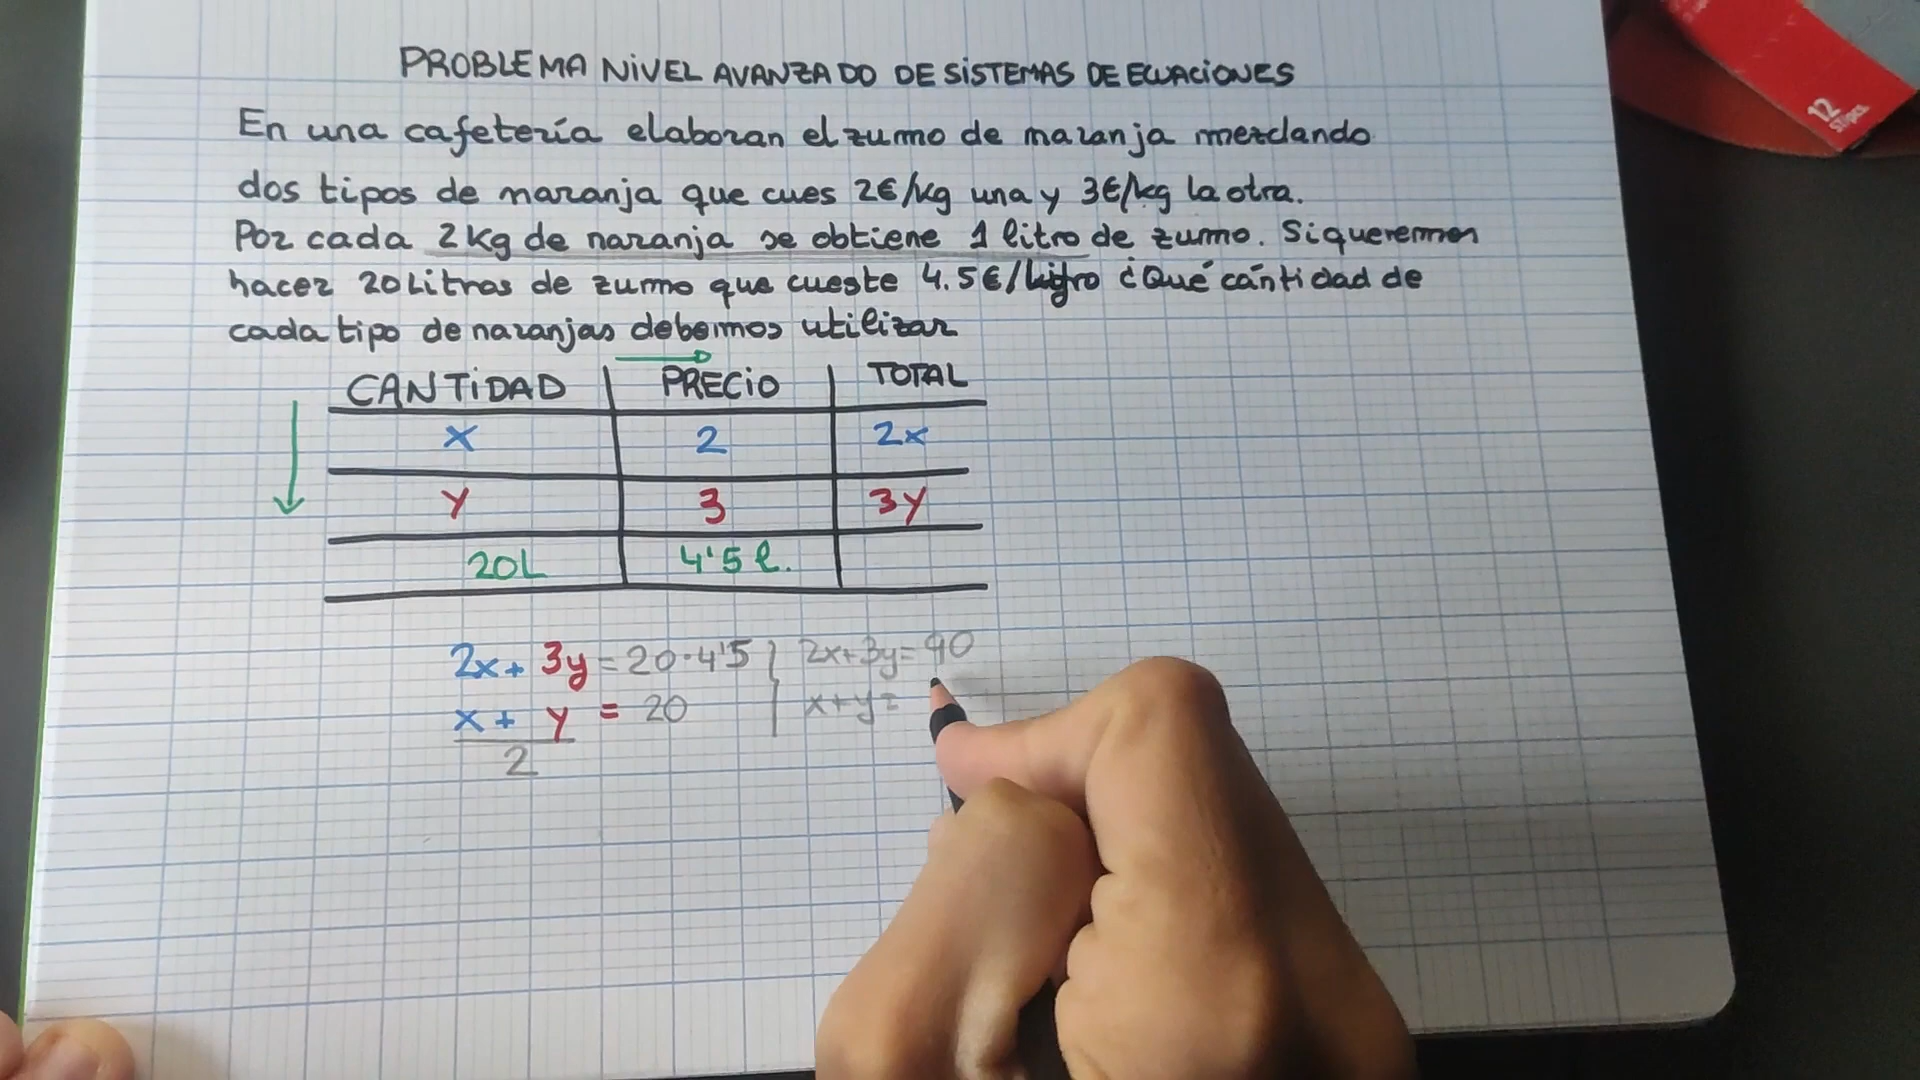 PROBLEMA NIVEL AVANZADO DE SISTEMAS DE ECUACIONES
En una cafetería elaboran el zumo de naranja mezclando
dos tipos de naranja que cues 2€/kg una y 3€/kg la otra.
Por cada 2 kg de naranja se obtiene 1 litro de zumo. Si queremos
hacer 20 Litros de zumo que cueste 4.5€/ ¿Qué cántidad de
cada tipo de naranjas debemos utilizar
CANTIDAD PRECIO TOTAL
x 2 2x
y 3 3y
20L 4'5 €.
2x + 3y = 20·4'5 2x+3y=90
x + y = 20 x+y=
2
12